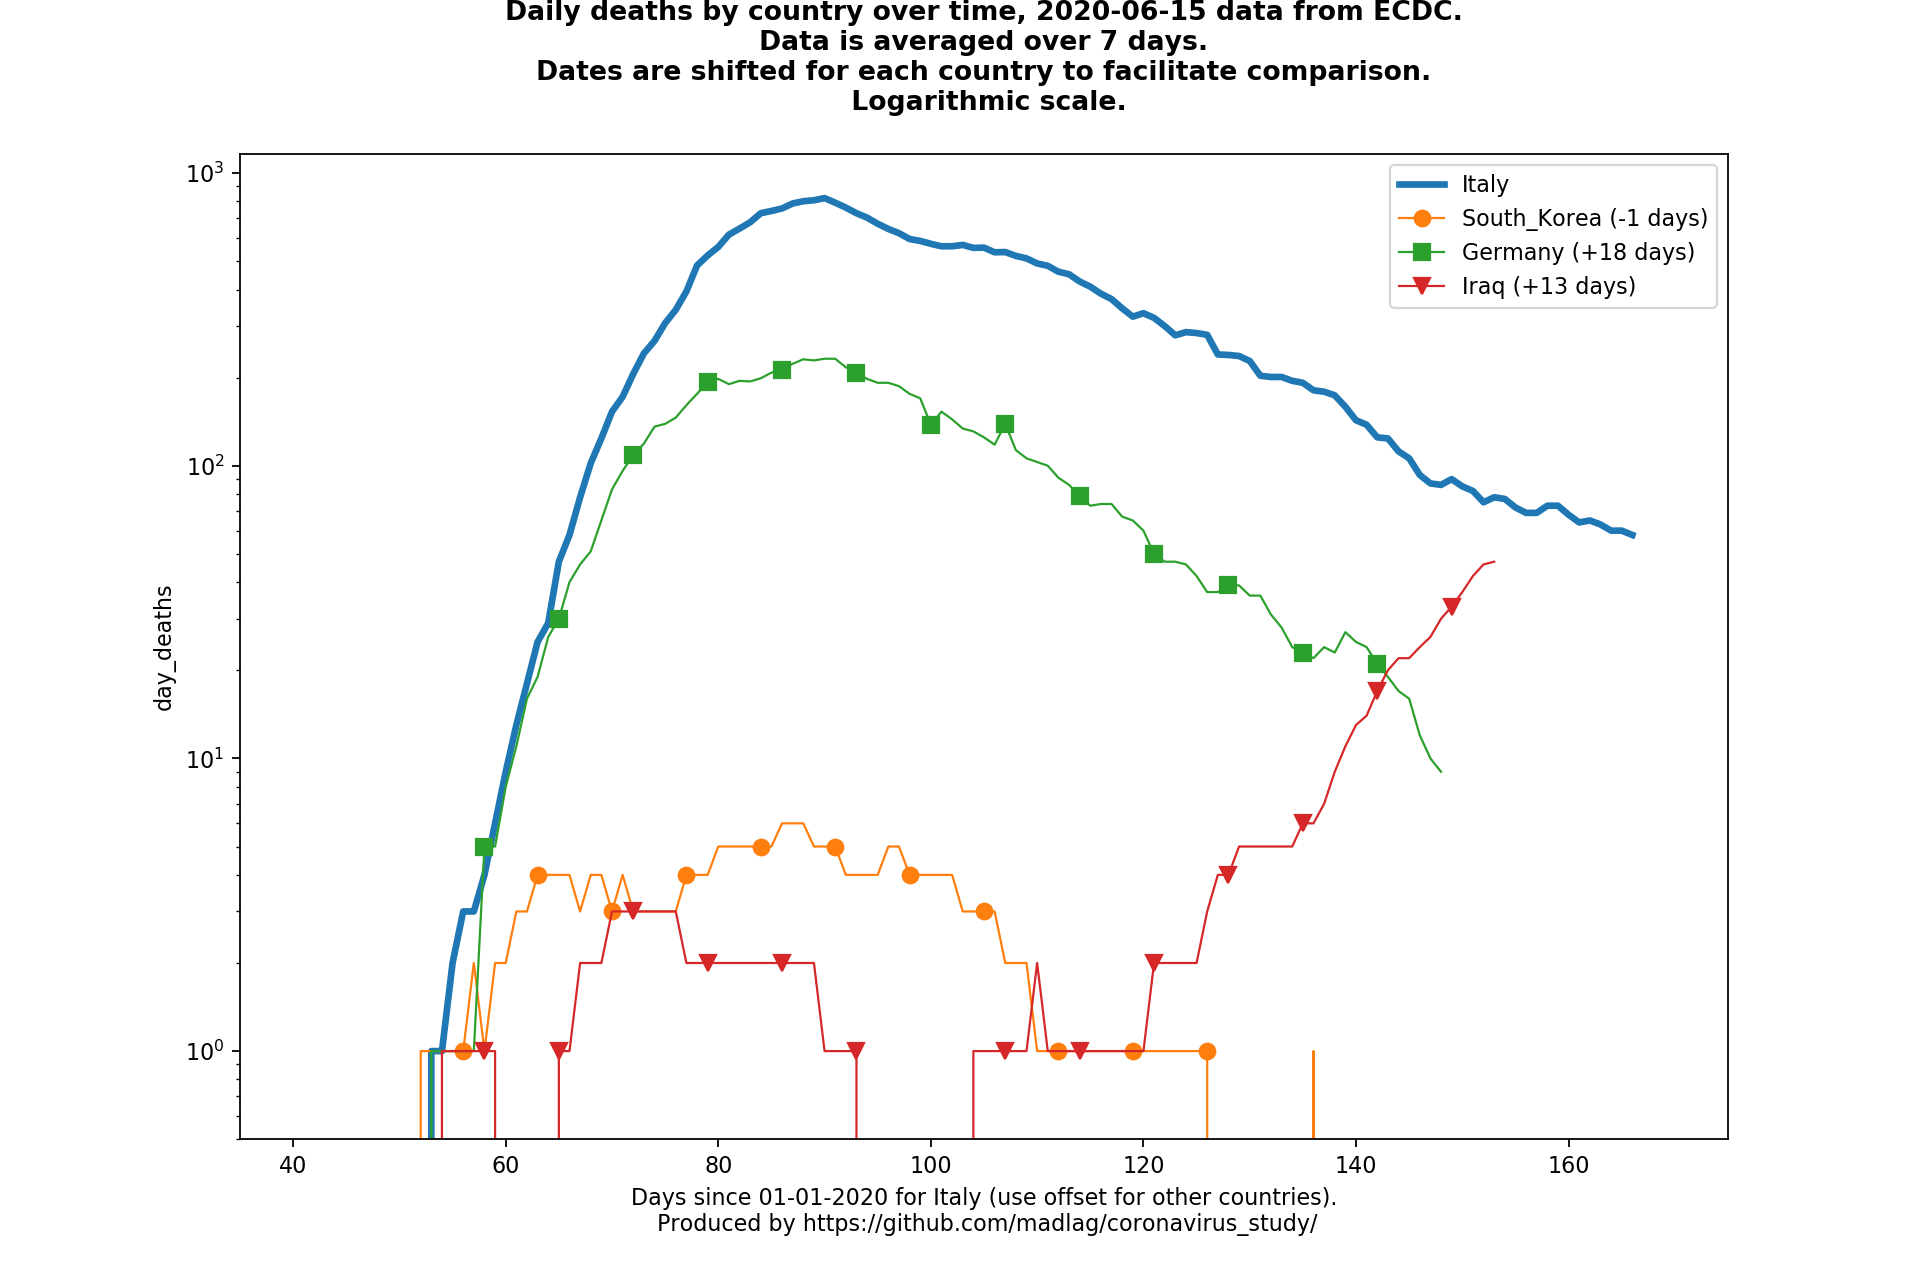 Daily deaths by country over time, 2020-06-15 data from ECDC.
Data is averaged over 7 days.
Dates are shifted for each country to facilitate comparison.
Logarithmic scale.
10³
10²
10¹
10⁰
day_deaths
Italy
South_Korea (-1 days)
Germany (+18 days)
Iraq (+13 days)
40 60 80 100 120 140 160
Days since 01-01-2020 for Italy (use offset for other countries).
Produced by https://github.com/madlag/coronavirus_study/